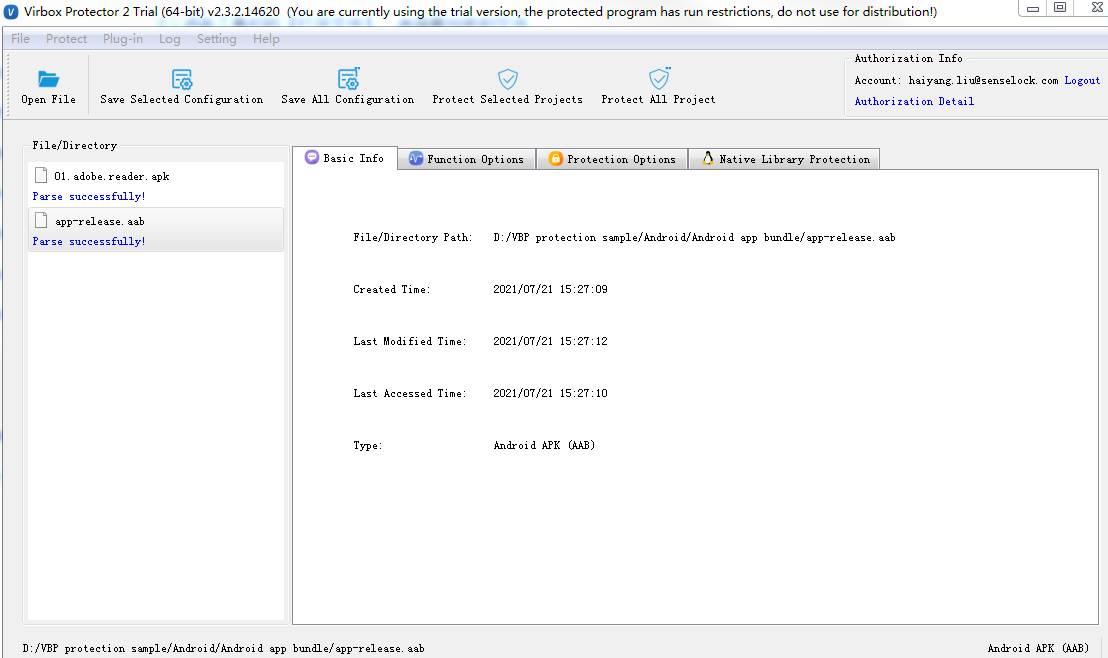 Virbox Protector 2 Trial (64-bit) v2.3.2.14620 (You are currently using the trial version, the protected program has run restrictions, do not use for distribution!)
File Protect Plug-in Log Setting Help
Open File Save Selected Configuration Save All Configuration Protect Selected Projects Protect All Project
Authorization Info
Account: haiyang.liu@senselock.com Logout
Authorization Detail
File/Directory
01.adobe.reader.apk
Parse successfully!
app-release.aab
Parse successfully!
Basic Info Function Options Protection Options Native Library Protection
File/Directory Path: D:/VBP protection sample/Android/Android app bundle/app-release.aab
Created Time: 2021/07/21 15:27:09
Last Modified Time: 2021/07/21 15:27:12
Last Accessed Time: 2021/07/21 15:27:10
Type: Android APK (AAB)
D:/VBP protection sample/Android/Android app bundle/app-release.aab Android APK (AAB)